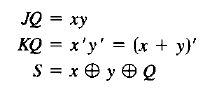 JQ = xy
KQ = x'y' = (x + y)'
S = x ⊕ y ⊕ Q